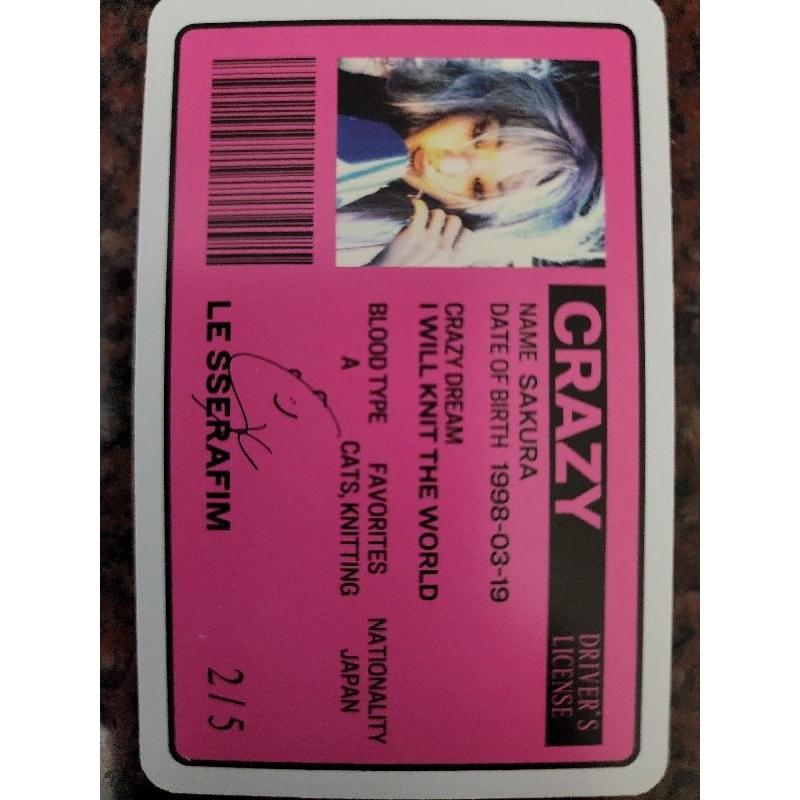 CRAZY DRIVER'S LICENSE
NAME SAKURA
DATE OF BIRTH 1998-03-19
CRAZY DREAM
I WILL KNIT THE WORLD
BLOOD TYPE FAVORITES NATIONALITY
A CATS, KNITTING JAPAN
LE SSERAFIM 2/5